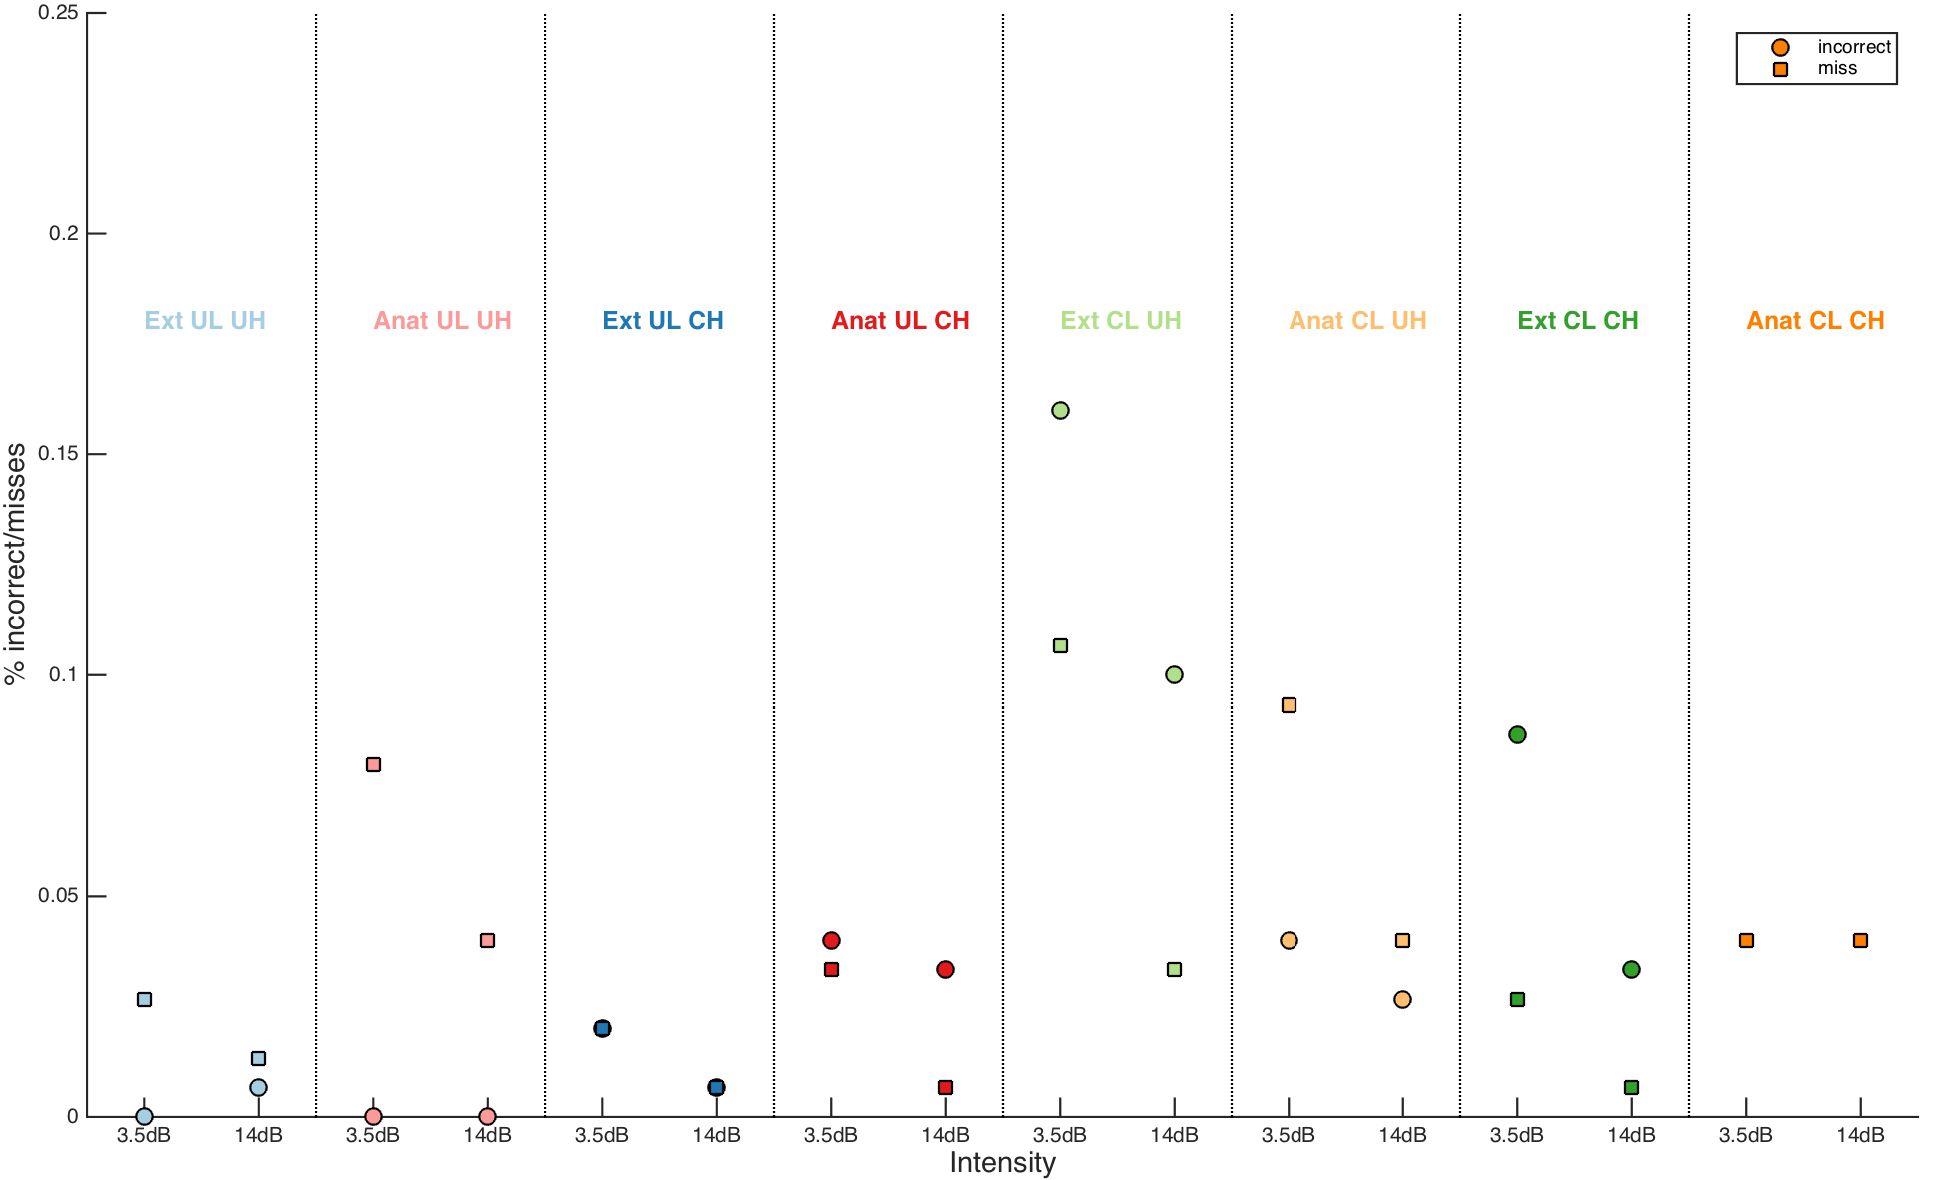 0.25
incorrect
miss
0.2
Ext UL UH Anat UL UH Ext UL CH Anat UL CH Ext CL UH Anat CL UH Ext CL CH Anat CL CH
0.15
% incorrect/misses
0.1
0.05
0
3.5dB 14dB 3.5dB 14dB 3.5dB 14dB 3.5dB 14dB 3.5dB 14dB 3.5dB 14dB 3.5dB 14dB 3.5dB 14dB
Intensity